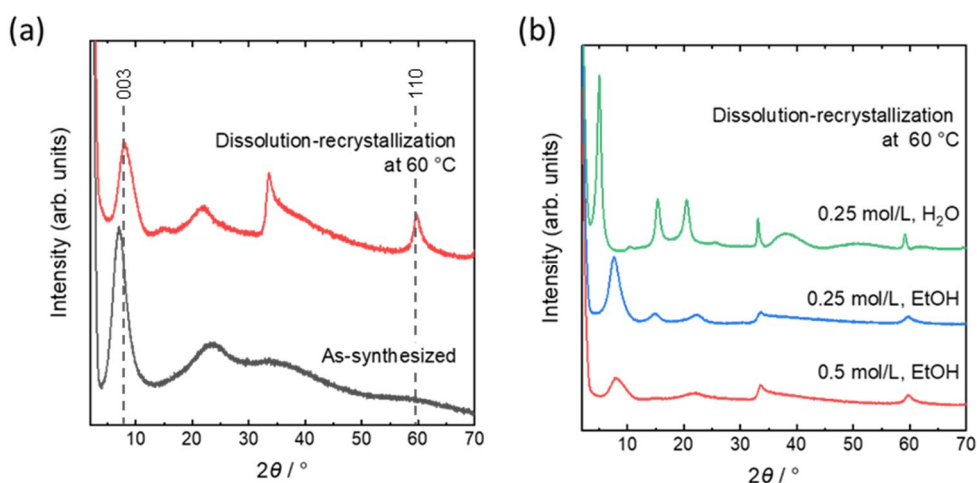 (a)
003
110
Dissolution-recrystallization
at 60 °C
As-synthesized
Intensity (arb. units)
10 20 30 40 50 60 70
2θ / °
(b)
Dissolution-recrystallization
at 60 °C
0.25 mol/L, H₂O
0.25 mol/L, EtOH
0.5 mol/L, EtOH
Intensity (arb. units)
10 20 30 40 50 60 70
2θ / °